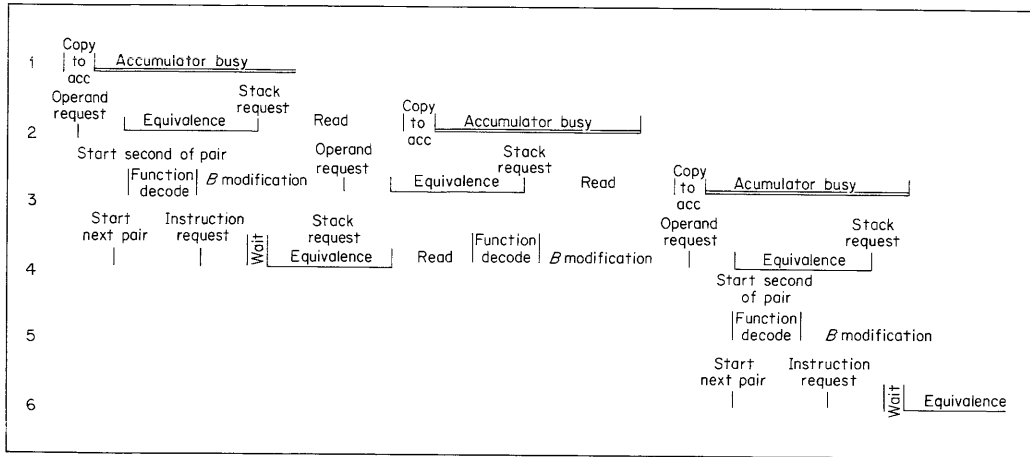 Copy
1 to Accumulator busy
acc
Operand Stack Copy
request request
2 Equivalence Read to Accumulator busy
acc
Start second of pair Operand Stack
request request
Function B modification Equivalence Read Copy
decode
3 to Acumulator busy
acc
Start Instruction Stack Operand Stack
next pair request request request request
Wait Function
4 Equivalence Read decode B modification Equivalence
Start second
of pair
Function
5 decode B modification
Start Instruction
next pair request
6 Wait Equivalence